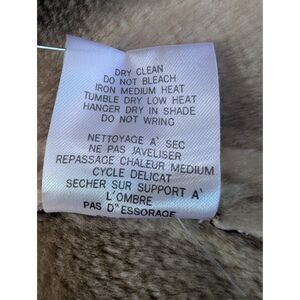 DRY CLEAN
DO NOT BLEACH
IRON MEDIUM HEAT
TUMBLE DRY LOW HEAT
HANGER DRY IN SHADE
DO NOT WRING
NETTOYAGE A' SEC
NE PAS JAVELISER
REPASSAGE CHALEUR MEDIUM
CYCLE DELICAT
SECHER SUR SUPPORT A'
L'OMBRE
PAS D"ESSORAGE